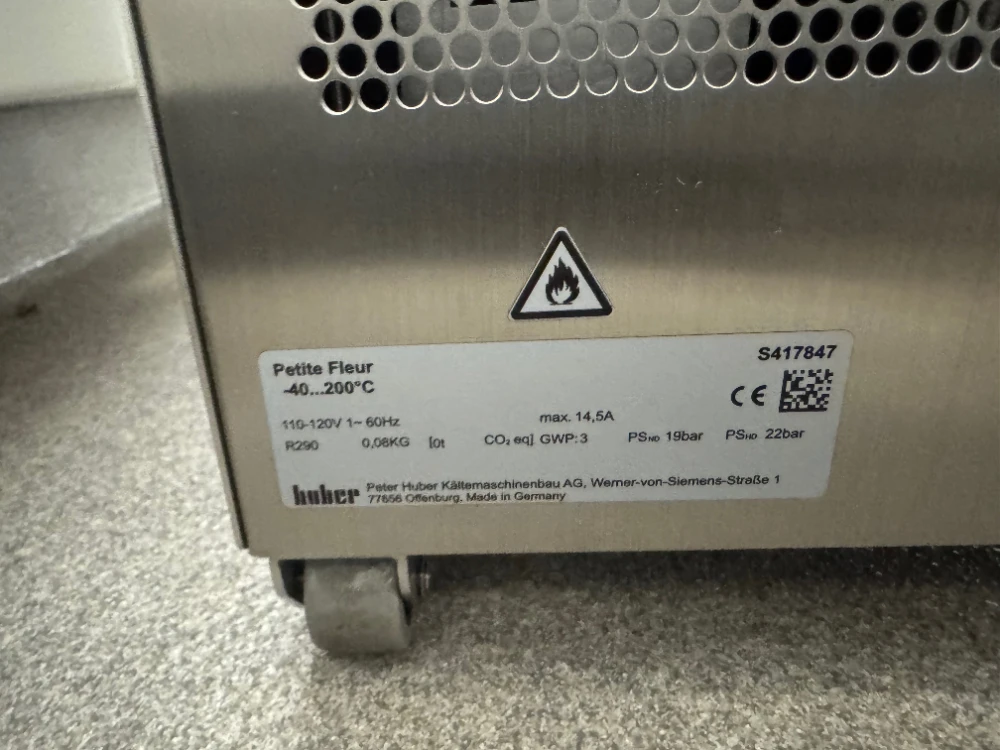 Petite Fleur
S417847
-40...200°C
CE
110-120V 1~ 60Hz
max. 14,5A
R290 0,08KG [0t CO₂ eq] GWP: 3 PSND 19bar PSHD 22bar
huber
Peter Huber Kältemaschinenbau AG, Werner-von-Siemens-Straße 1
77656 Offenburg, Made in Germany